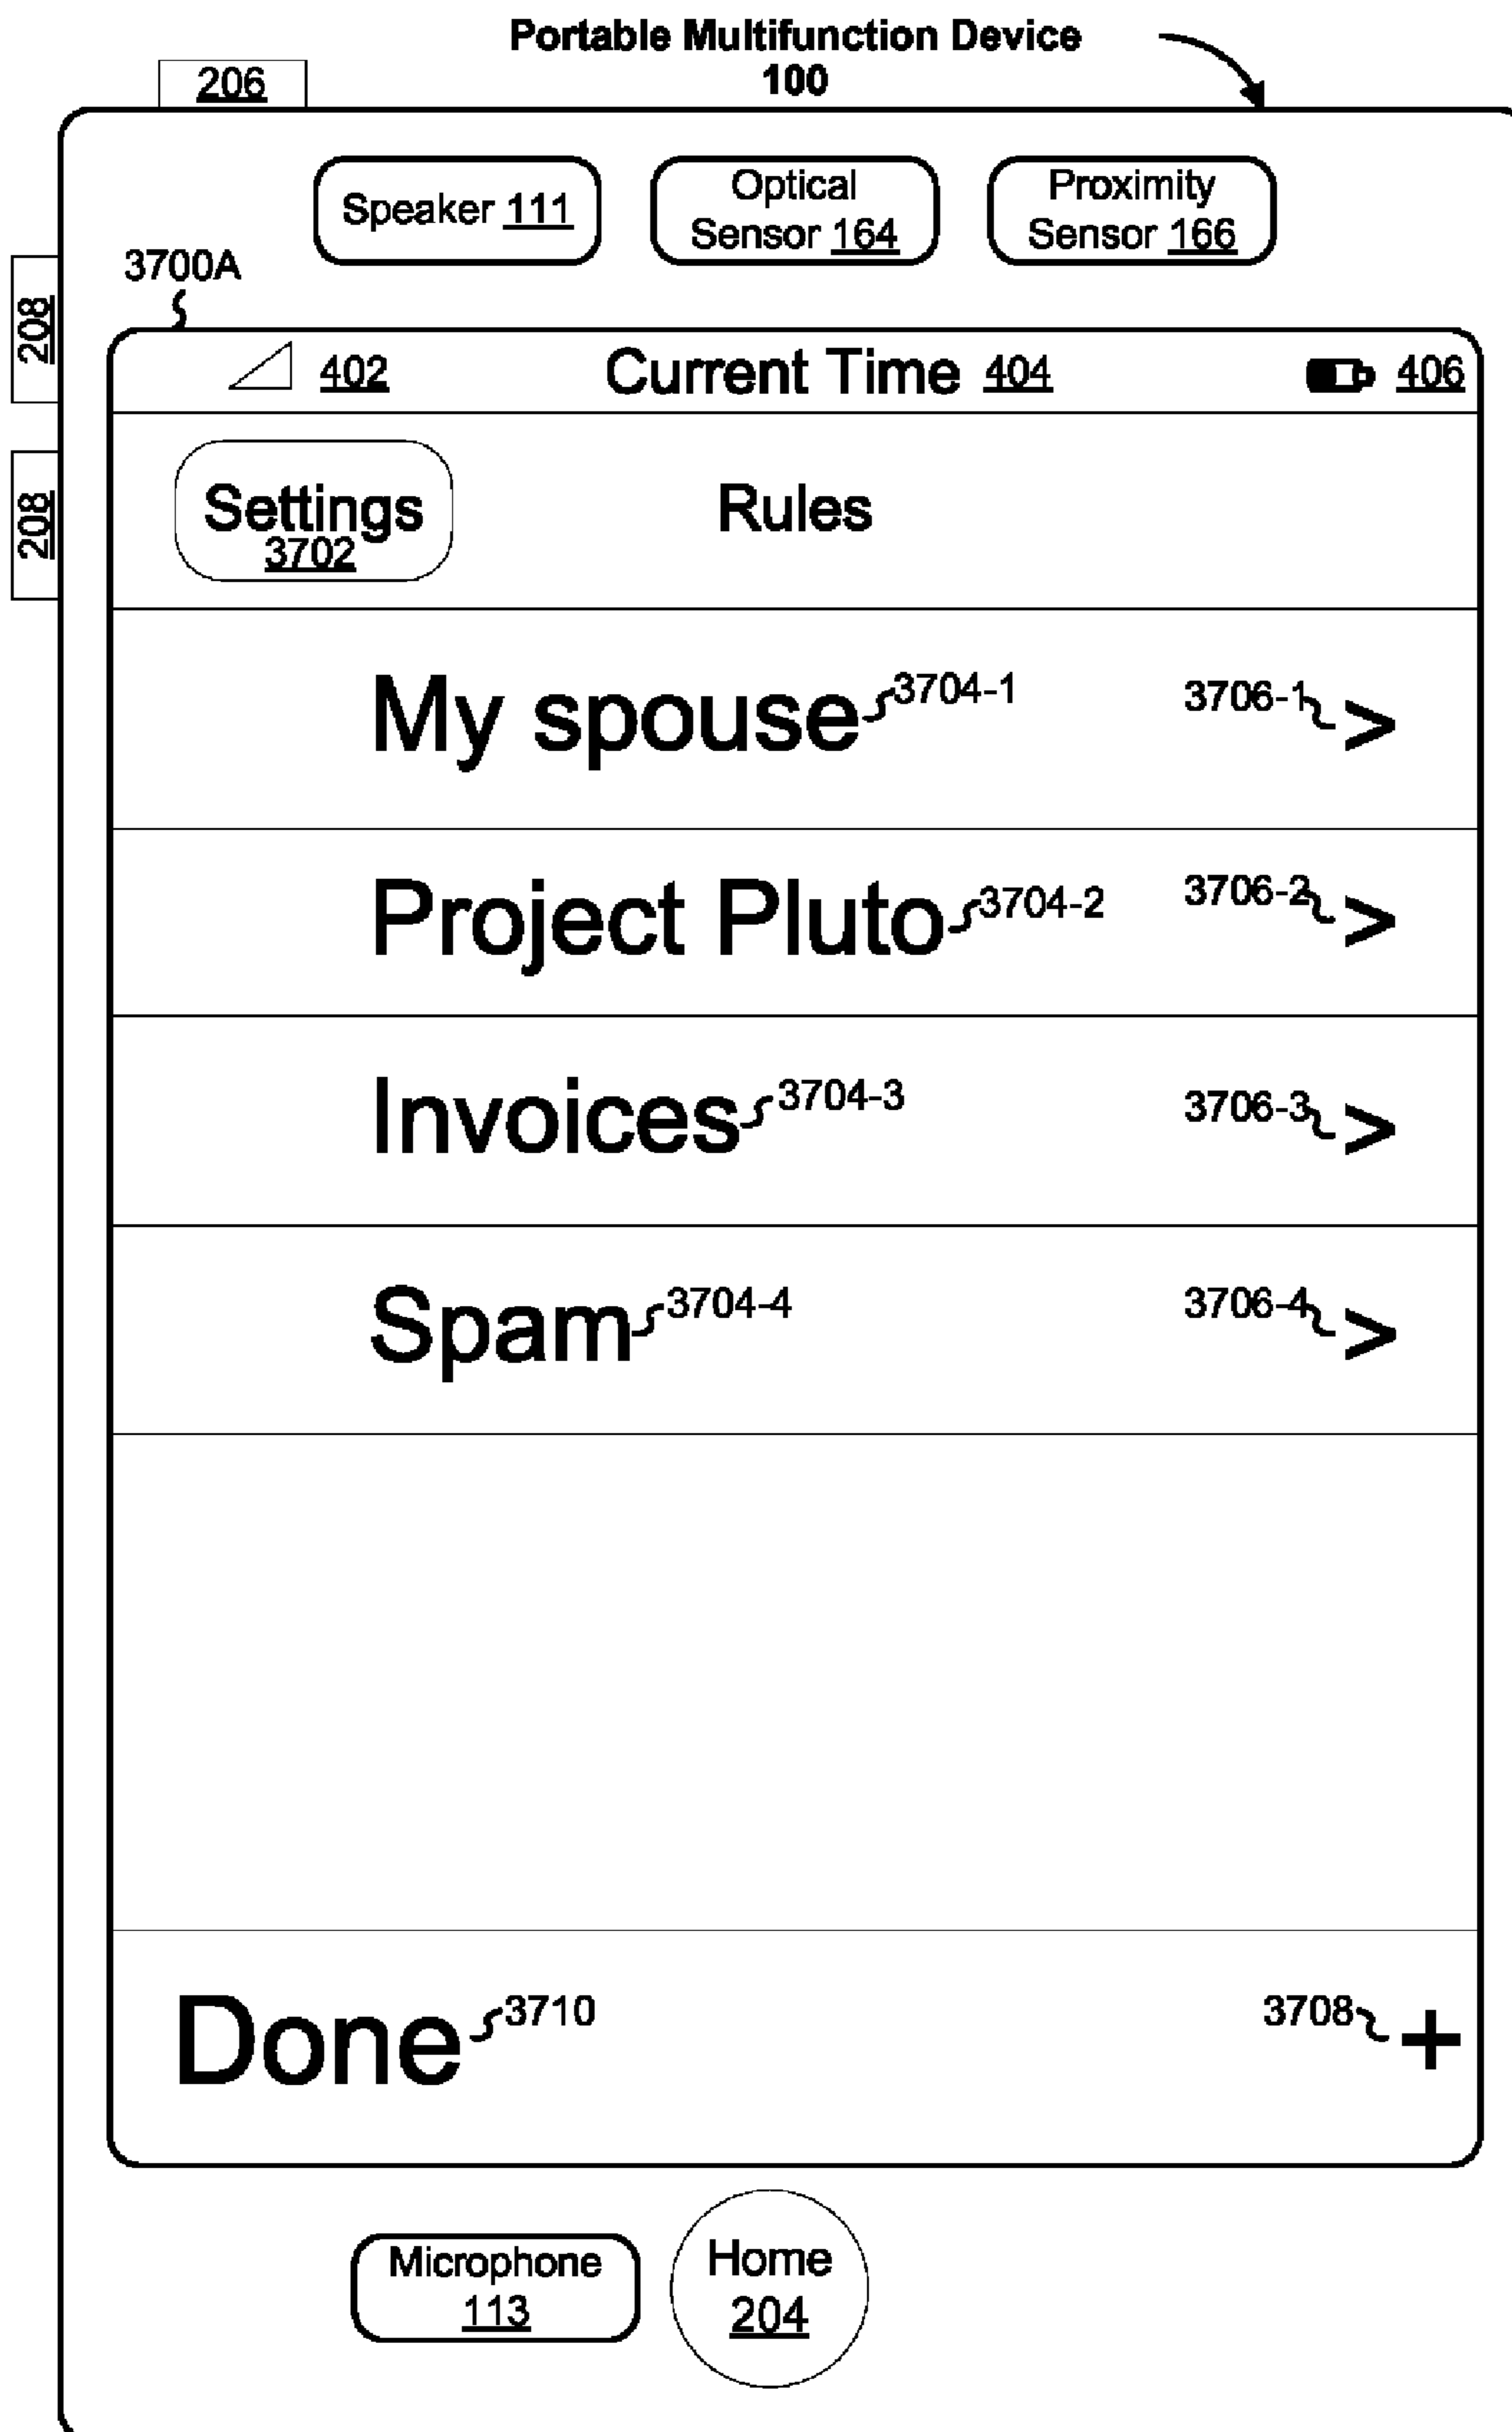 Portable Multifunction Device
100
206
Speaker 111
Optical
Sensor 164
Proximity
Sensor 166
3700A
208
402
Current Time 404
406
208
Settings
3702
Rules
My spouse 3704-1
3706-1 >
Project Pluto 3704-2
3706-2 >
Invoices 3704-3
3706-3 >
Spam 3704-4
3706-4 >
Done 3710
3708 +
Microphone
113
Home
204